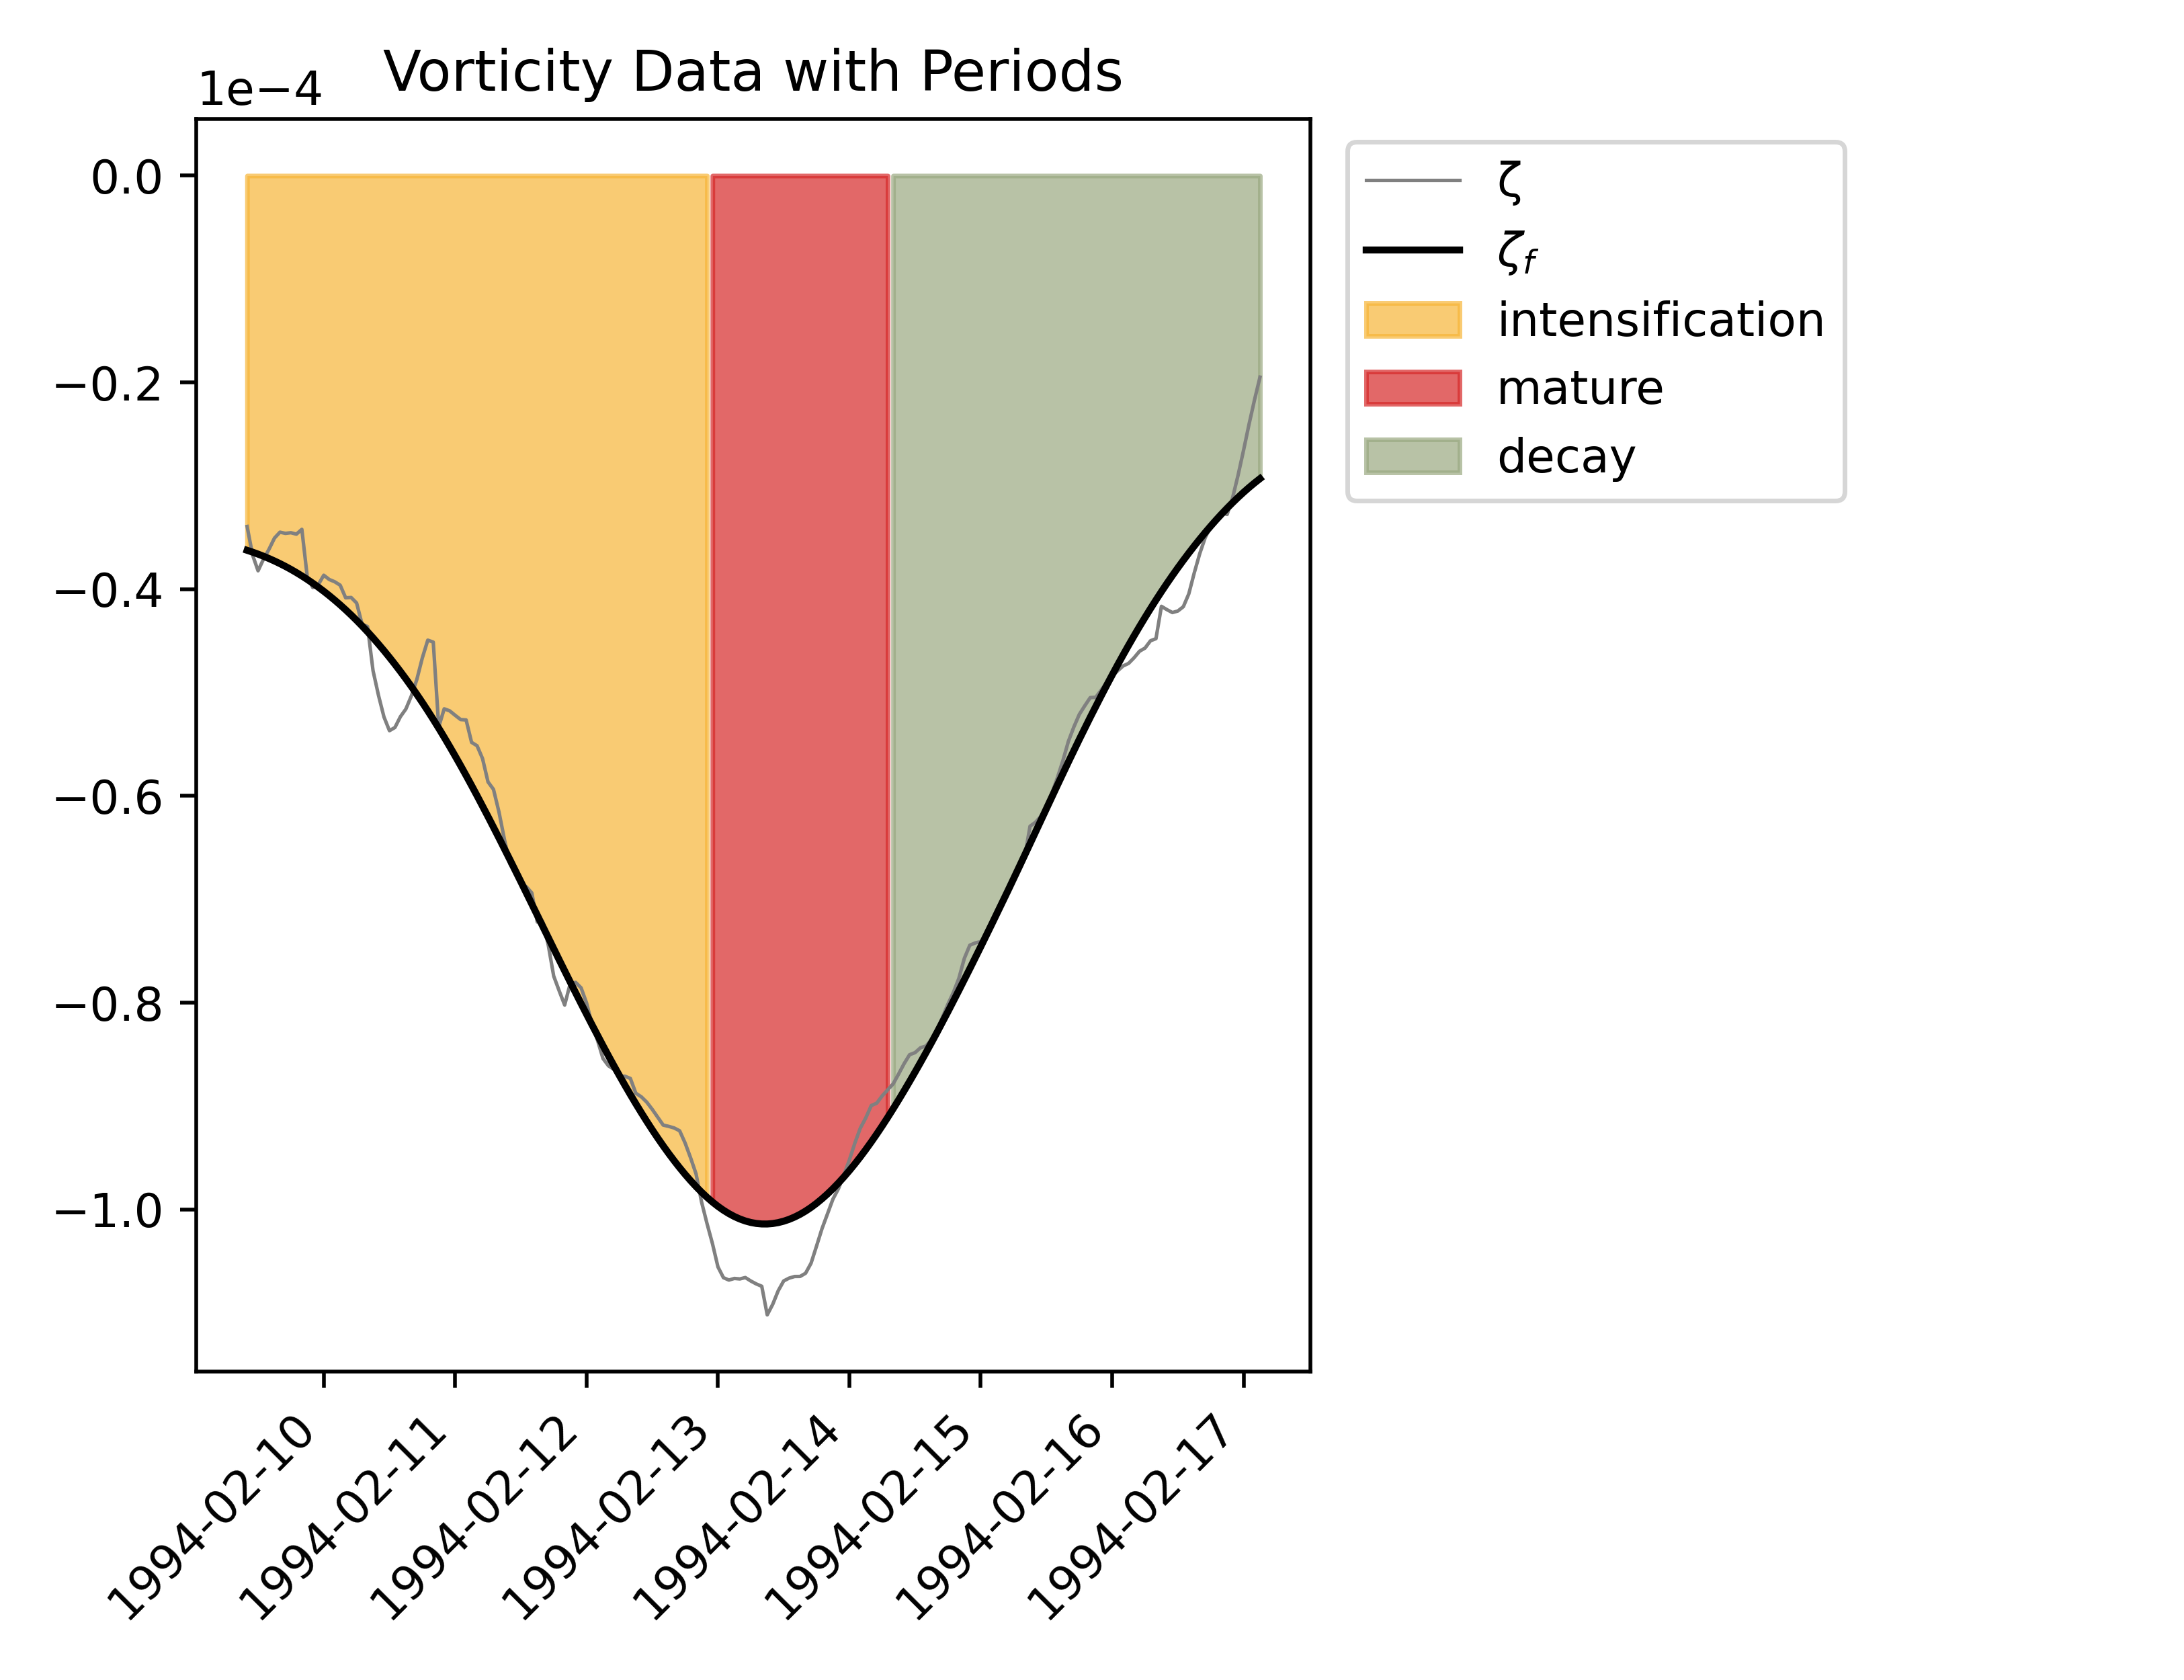 Vorticity Data with Periods
1e−4
0.0
−0.2
−0.4
−0.6
−0.8
−1.0
1994-02-10
1994-02-11
1994-02-12
1994-02-13
1994-02-14
1994-02-15
1994-02-16
1994-02-17
ζ
ζf
intensification
mature
decay